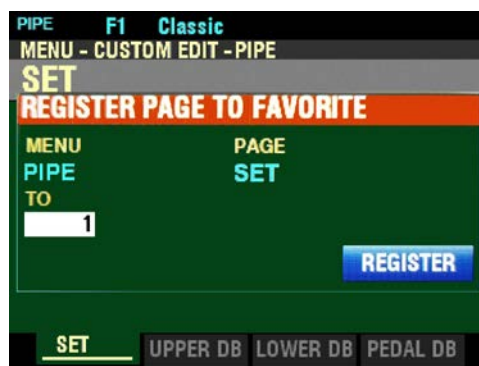 PIPE F1 Classic
MENU - CUSTOM EDIT - PIPE
SET
REGISTER PAGE TO FAVORITE
MENU PAGE
PIPE SET
TO
1
REGISTER
SET UPPER DB LOWER DB PEDAL DB